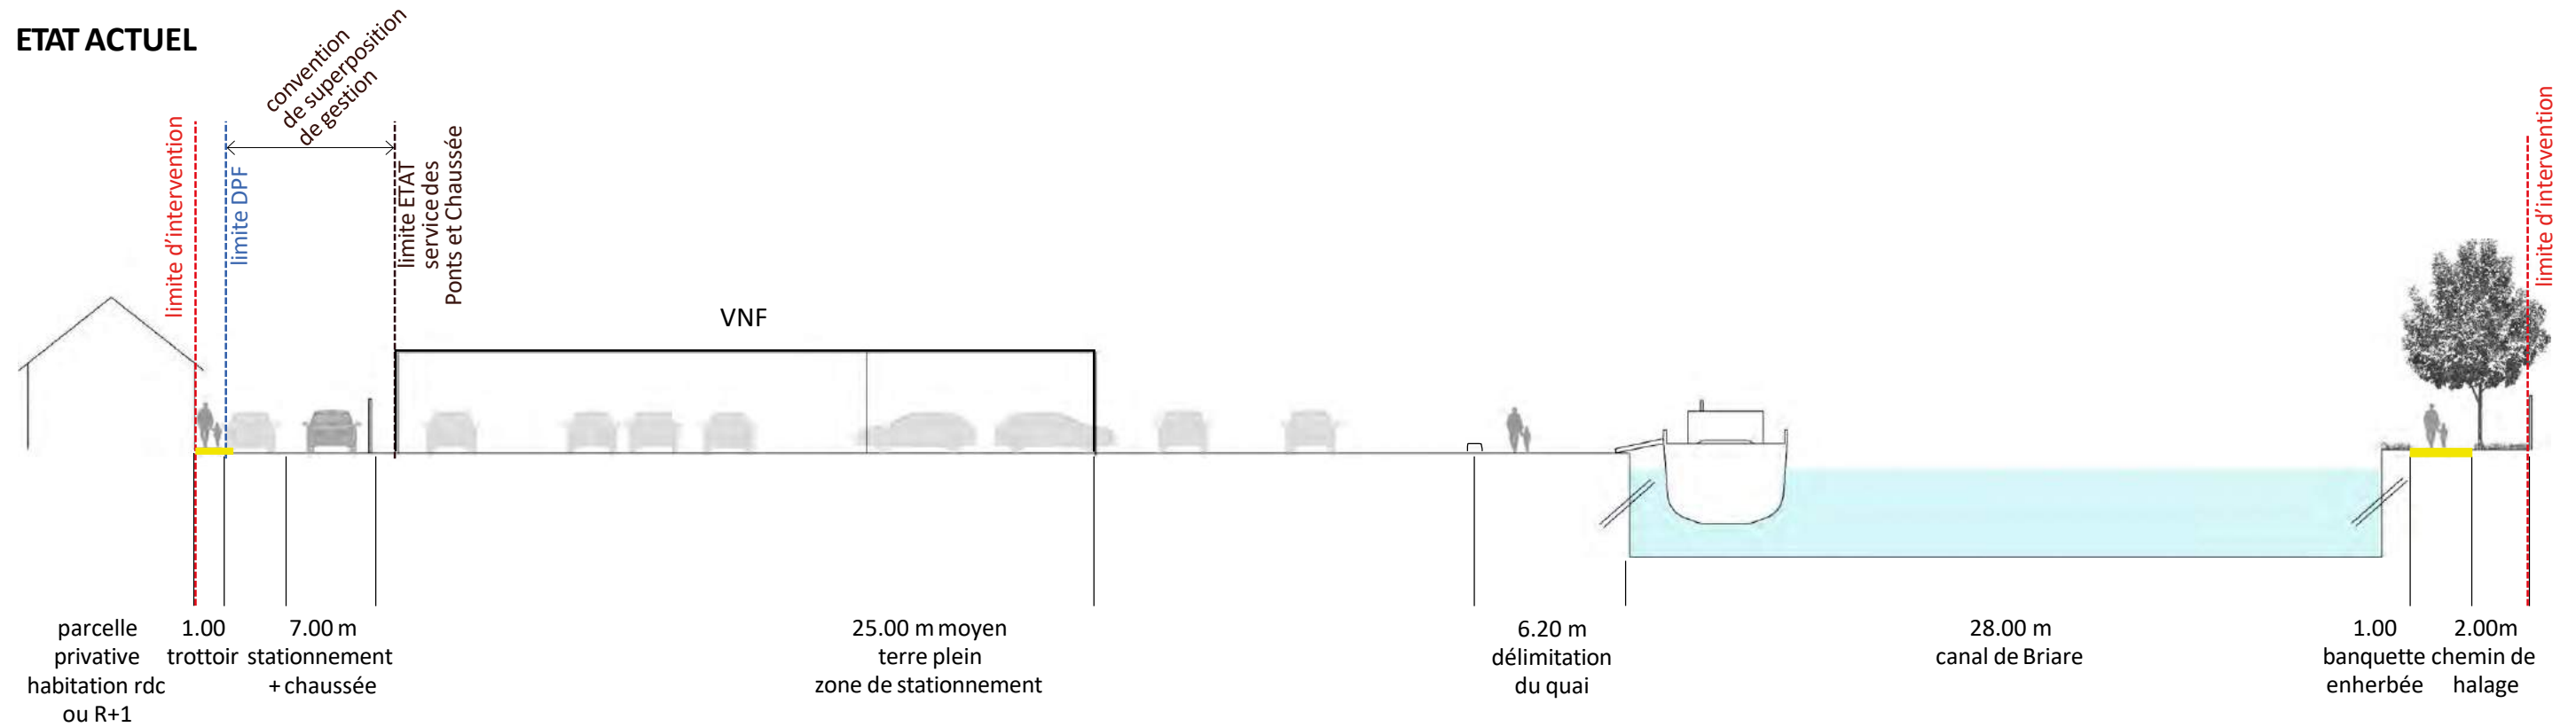 ETAT ACTUEL
convention
de superposition
de gestion
limite d'intervention
limite DPF
limite ETAT
service des
Ponts et Chaussée
VNF
limite d'intervention
parcelle
privative
habitation rdc
ou R+1
1.00
trottoir
7.00 m
stationnement
+ chaussée
25.00 m moyen
terre plein
zone de stationnement
6.20 m
délimitation
du quai
28.00 m
canal de Briare
1.00
banquette
enherbée
2.00m
chemin de
halage